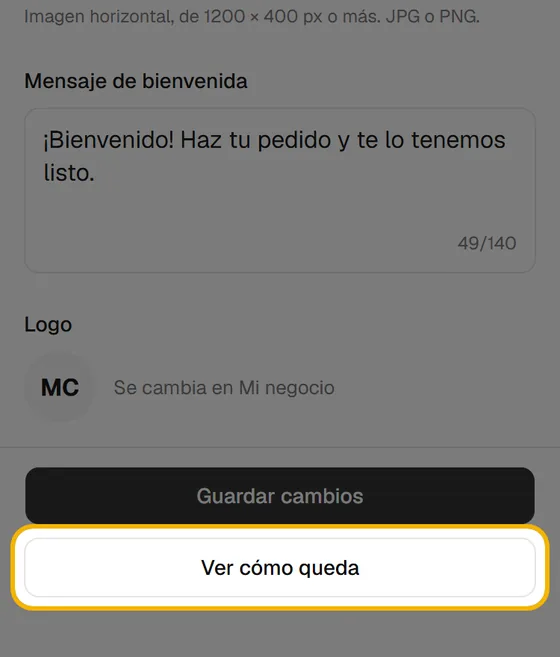 Imagen horizontal, de 1200 × 400 px o más. JPG o PNG.
Mensaje de bienvenida
¡Bienvenido! Haz tu pedido y te lo tenemos
listo.
49/140
Logo
MC
Se cambia en Mi negocio
Guardar cambios
Ver cómo queda